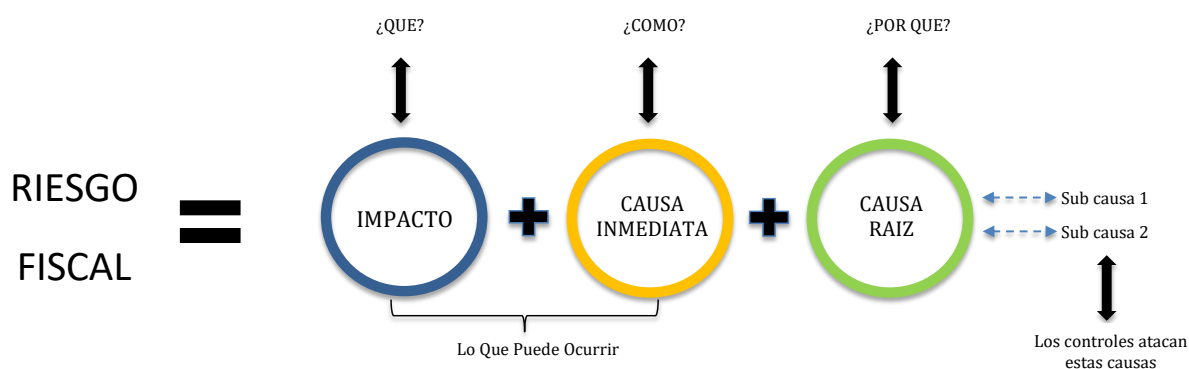 ¿QUE?
¿COMO?
¿POR QUE?
RIESGO
FISCAL
IMPACTO
CAUSA
INMEDIATA
CAUSA
RAIZ
Sub causa 1
Sub causa 2
Lo Que Puede Ocurrir
Los controles atacan
estas causas